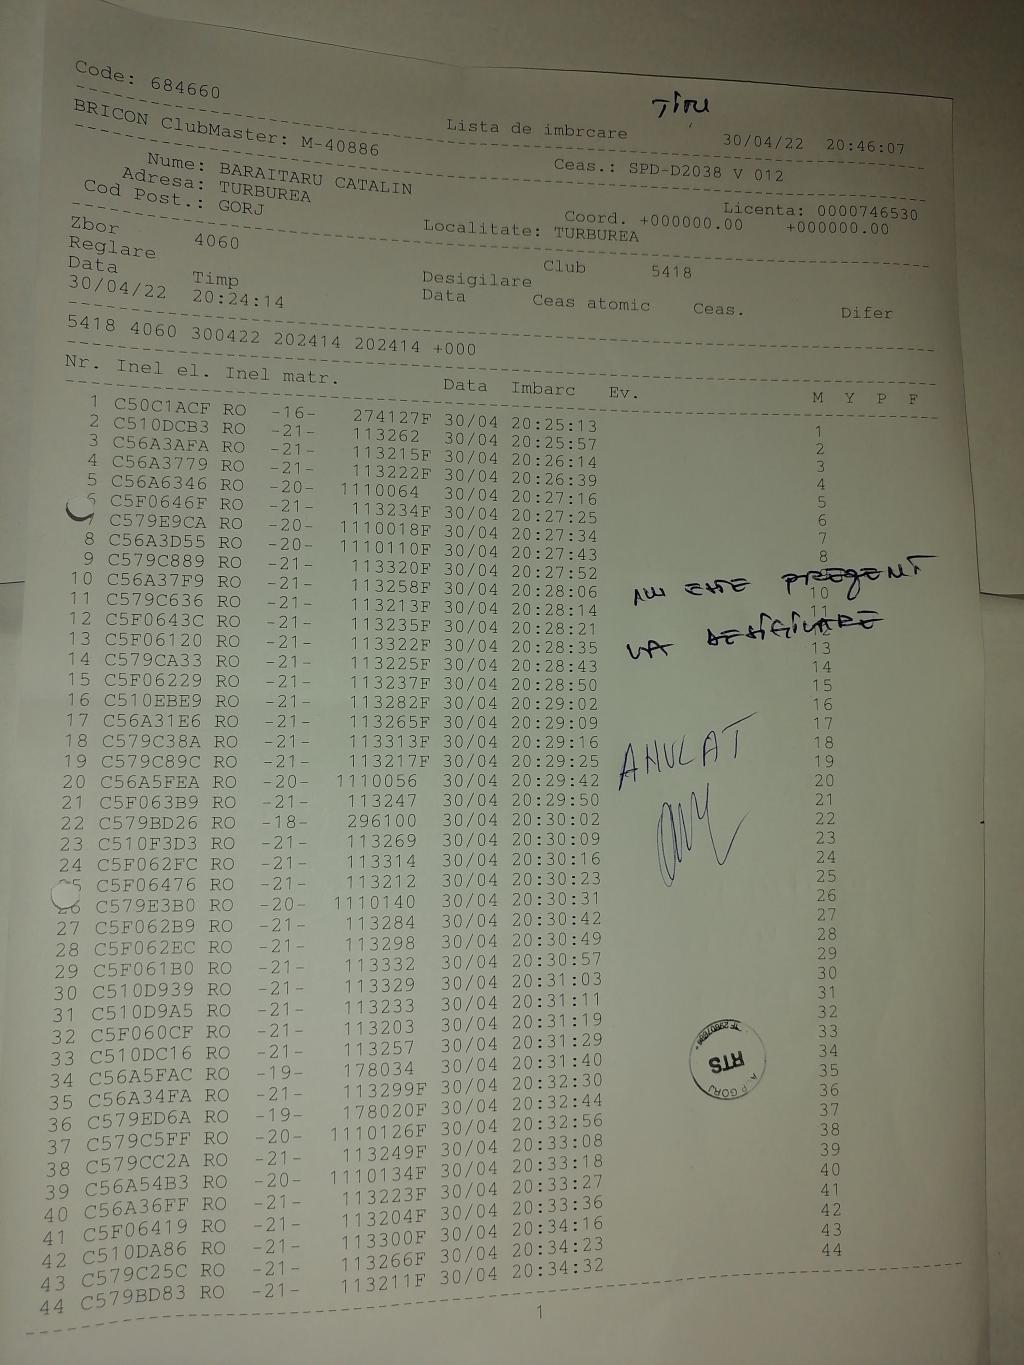 Code: 684660
TÎRU
BRICON ClubMaster: M-40886 Lista de imbrcare 30/04/22 20:46:07
Ceas.: SPD-D2038 V 012
Nume: BARAITARU CATALIN Licenta: 0000746530
Adresa: TURBUREA Coord. +000000.00 +000000.00
Cod Post.: GORJ Localitate: TURBUREA
Zbor 4060 Club 5418
Reglare Desigilare
Data Timp Data Ceas atomic Ceas. Difer
30/04/22 20:24:14
5418 4060 300422 202414 202414 +000
Nr. Inel el. Inel matr. Data Imbarc Ev. M Y P F
1 C50C1ACF RO -16- 274127F 30/04 20:25:13 1
2 C510DCB3 RO -21- 113262 30/04 20:25:57 2
3 C56A3AFA RO -21- 113215F 30/04 20:26:14 3
4 C56A3779 RO -21- 113222F 30/04 20:26:39 4
5 C56A6346 RO -20- 1110064 30/04 20:27:16 5
6 C5F0646F RO -21- 113234F 30/04 20:27:25 6
7 C579E9CA RO -20- 1110018F 30/04 20:27:34 7
8 C56A3D55 RO -20- 1110110F 30/04 20:27:43 8
9 C579C889 RO -21- 113320F 30/04 20:27:52
NU ESTE PREZENT
10 C56A37F9 RO -21- 113258F 30/04 20:28:06 10
11 C579C636 RO -21- 113213F 30/04 20:28:14 11
12 C5F0643C RO -21- 113235F 30/04 20:28:21
LA DESIGILARE
13 C5F06120 RO -21- 113322F 30/04 20:28:35 13
14 C579CA33 RO -21- 113225F 30/04 20:28:43 14
15 C5F06229 RO -21- 113237F 30/04 20:28:50 15
16 C510EBE9 RO -21- 113282F 30/04 20:29:02 16
17 C56A31E6 RO -21- 113265F 30/04 20:29:09 17
18 C579C38A RO -21- 113313F 30/04 20:29:16 18
19 C579C89C RO -21- 113217F 30/04 20:29:25 19
ANULAT
20 C56A5FEA RO -20- 1110056 30/04 20:29:42 20
21 C5F063B9 RO -21- 113247 30/04 20:29:50 21
22 C579BD26 RO -18- 296100 30/04 20:30:02 22
23 C510F3D3 RO -21- 113269 30/04 20:30:09 23
24 C5F062FC RO -21- 113314 30/04 20:30:16 24
25 C5F06476 RO -21- 113212 30/04 20:30:23 25
26 C579E3B0 RO -20- 1110140 30/04 20:30:31 26
27 C5F062B9 RO -21- 113284 30/04 20:30:42 27
28 C5F062EC RO -21- 113298 30/04 20:30:49 28
29 C5F061B0 RO -21- 113332 30/04 20:30:57 29
30 C510D939 RO -21- 113329 30/04 20:31:03 30
31 C510D9A5 RO -21- 113233 30/04 20:31:11 31
32 C5F060CF RO -21- 113203 30/04 20:31:19 32
33 C510DC16 RO -21- 113257 30/04 20:31:29 33
34 C56A5FAC RO -19- 178034 30/04 20:31:40 34
35 C56A34FA RO -21- 113299F 30/04 20:32:30 35
36 C579ED6A RO -19- 178020F 30/04 20:32:44 36
37 C579C5FF RO -20- 1110126F 30/04 20:32:56 37
38 C579CC2A RO -21- 113249F 30/04 20:33:08 38
39 C56A54B3 RO -20- 1110134F 30/04 20:33:18 39
40 C56A36FF RO -21- 113223F 30/04 20:33:27 40
41 C5F06419 RO -21- 113204F 30/04 20:33:36 41
42 C510DA86 RO -21- 113300F 30/04 20:34:16 42
43 C579C25C RO -21- 113266F 30/04 20:34:23 43
44 C579BD83 RO -21- 113211F 30/04 20:34:32 44
RTS
GORJ
1